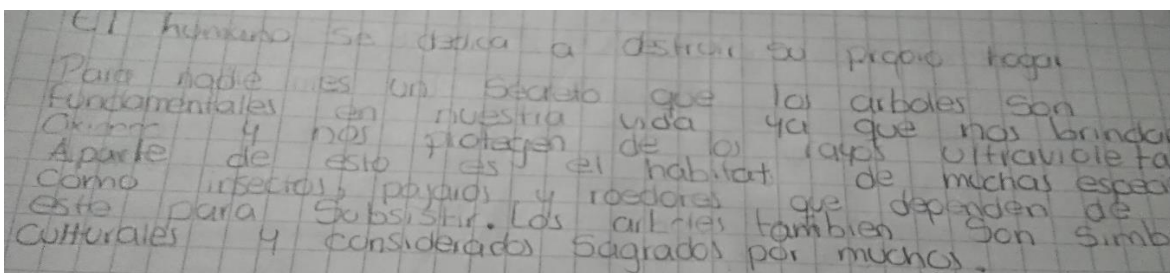 El humano se dedica a destruir su propio hogar
Para nadie es un secreto que los arboles son
fundamentales en nuestra vida ya que nos brinda
Oxigeno y nos protegen de los rayos ultravioleta
Aparte de esto es el habitat de muchas espec
como insectos, pajaros y roedores que dependen de
este para subsistir. Los arboles tambien son simb
culturales y considerados sagrados por muchos.